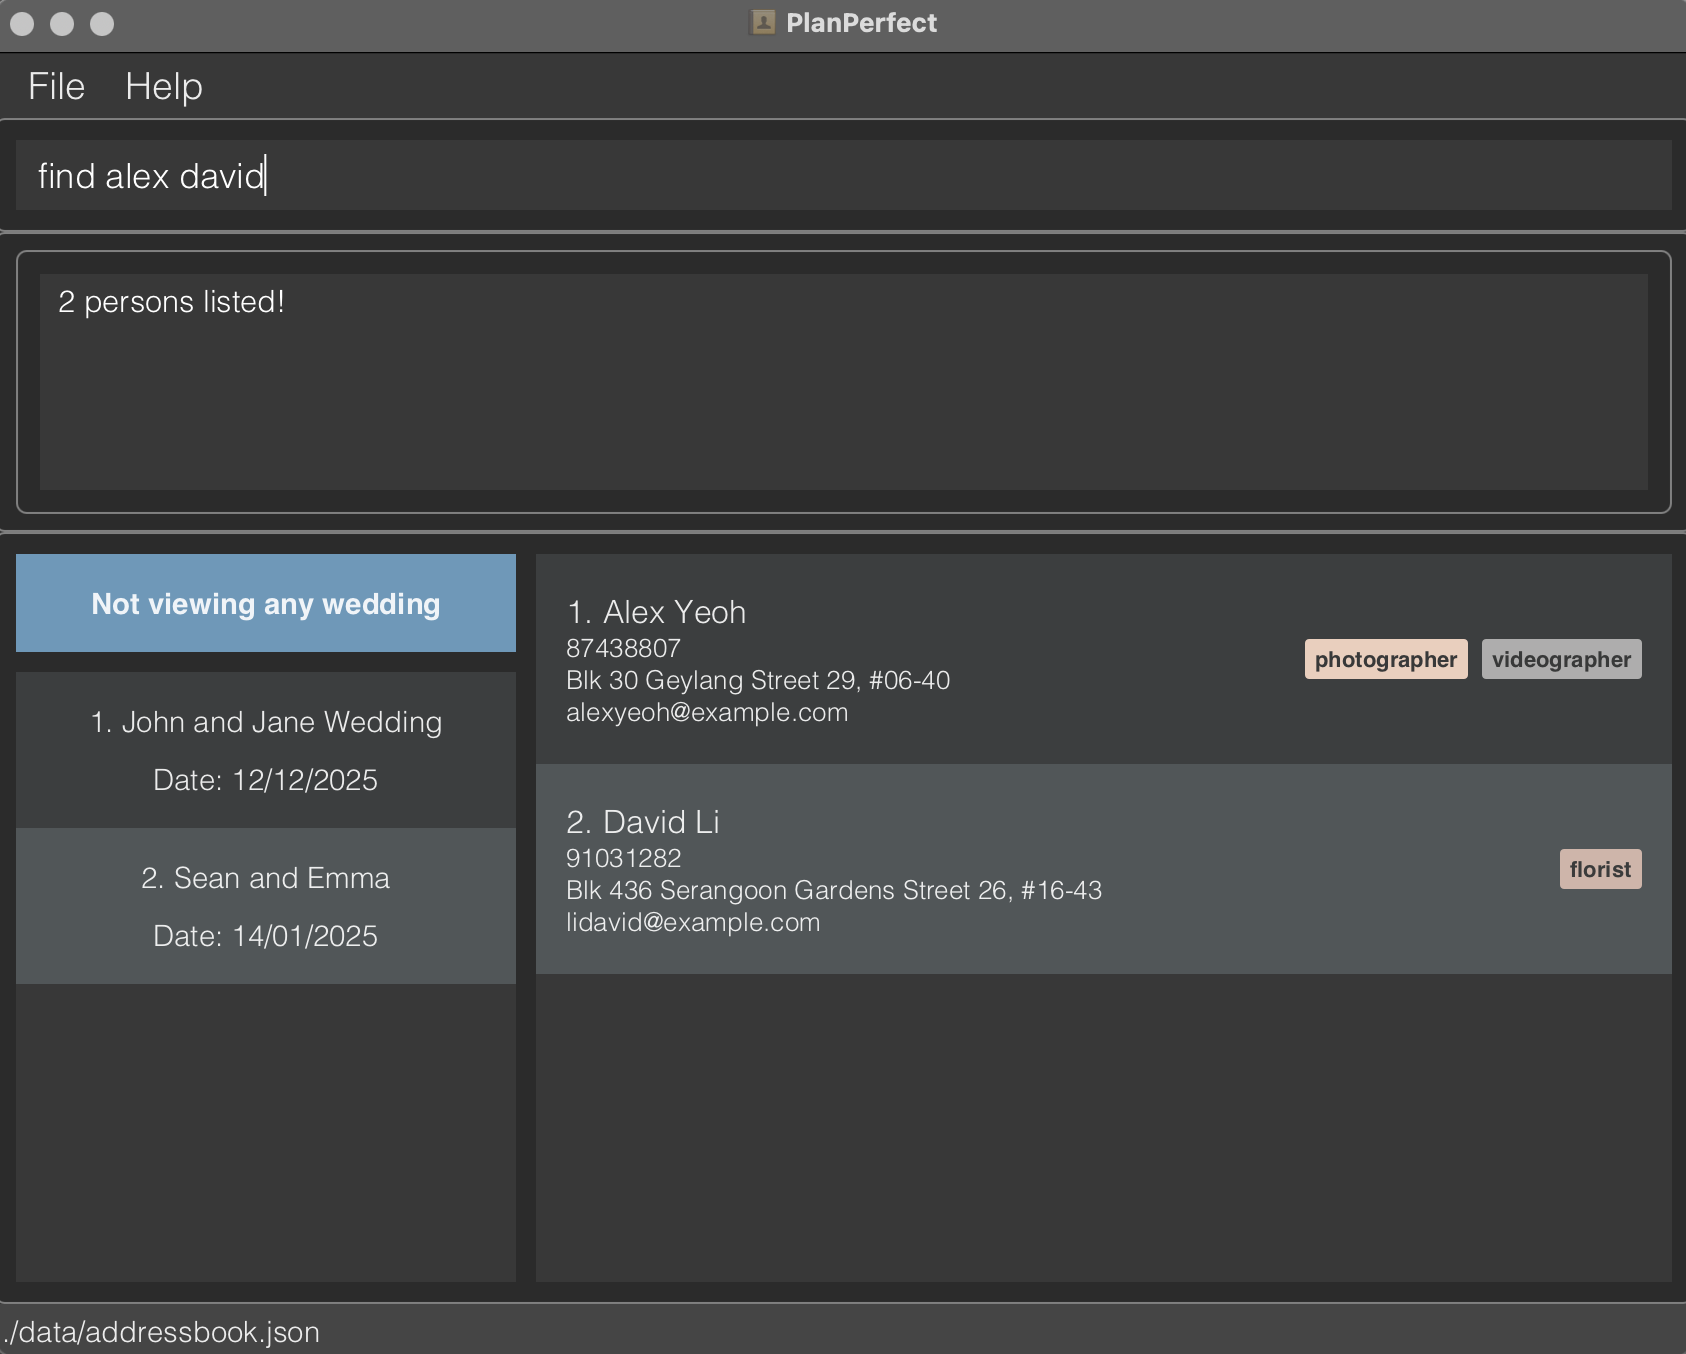 PlanPerfect
File Help
find alex david
2 persons listed!
Not viewing any wedding
1. John and Jane Wedding
Date: 12/12/2025
2. Sean and Emma
Date: 14/01/2025
1. Alex Yeoh
87438807
Blk 30 Geylang Street 29, #06-40
alexyeoh@example.com
photographer videographer
2. David Li
91031282
Blk 436 Serangoon Gardens Street 26, #16-43
lidavid@example.com
florist
./data/addressbook.json